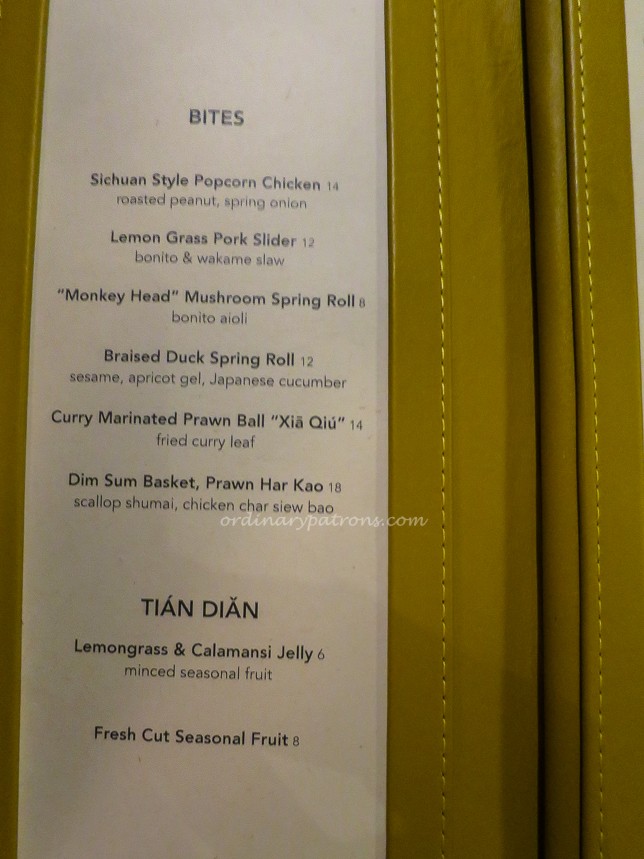 BITES
Sichuan Style Popcorn Chicken 14
roasted peanut, spring onion
Lemon Grass Pork Slider 12
bonito & wakame slaw
“Monkey Head” Mushroom Spring Roll 8
bonito aioli
Braised Duck Spring Roll 12
sesame, apricot gel, Japanese cucumber
Curry Marinated Prawn Ball “Xiā Qiú” 14
fried curry leaf
Dim Sum Basket, Prawn Har Kao 18
scallop shumai, chicken char siew bao
ordinarypatrons.com
TIÁN DIǍN
Lemongrass & Calamansi Jelly 6
minced seasonal fruit
Fresh Cut Seasonal Fruit 8